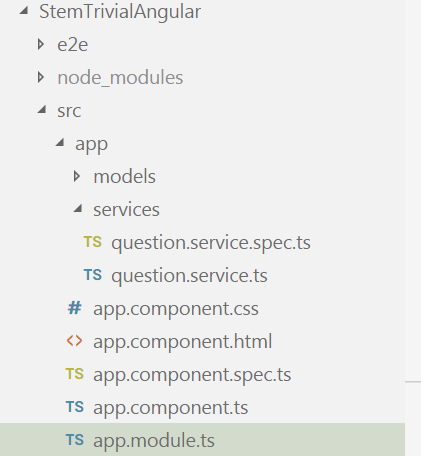 StemTrivialAngular
e2e
node_modules
src
app
models
services
TS question.service.spec.ts
TS question.service.ts
# app.component.css
<> app.component.html
TS app.component.spec.ts
TS app.component.ts
TS app.module.ts